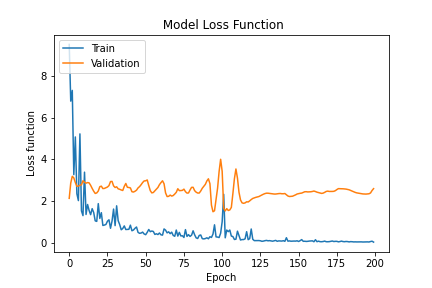 Model Loss Function
Train
Validation
8
6
4
2
0
Loss function
0 25 50 75 100 125 150 175 200
Epoch